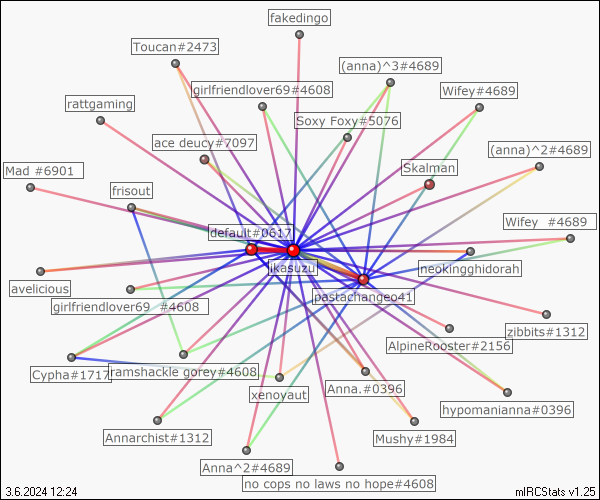 fakedingo
Toucan#2473
(anna)^3#4689
girlfriendlover69#4608
Wifey#4689
rattgaming
Soxy Foxy#5076
ace deucy#7097
(anna)^2#4689
Mad #6901
Skalman
frisout
default#0617
Wifey  #4689
ikasuzu
neokingghidorah
avelicious
pastachangeo41
girlfriendlover69  #4608
zibbits#1312
AlpineRooster#2156
Cypha#1717
ramshackle gorey#4608
xenoyaut
Anna.#0396
hypomanianna#0396
Annarchist#1312
Mushy#1984
Anna^2#4689
no cops no laws no hope#4608
3.6.2024 12:24
mIRCStats v1.25